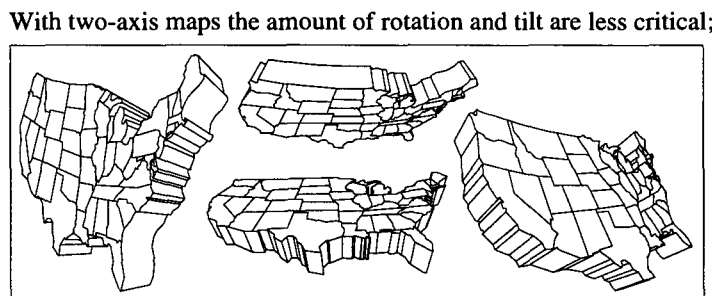 With two-axis maps the amount of rotation and tilt are less critical;